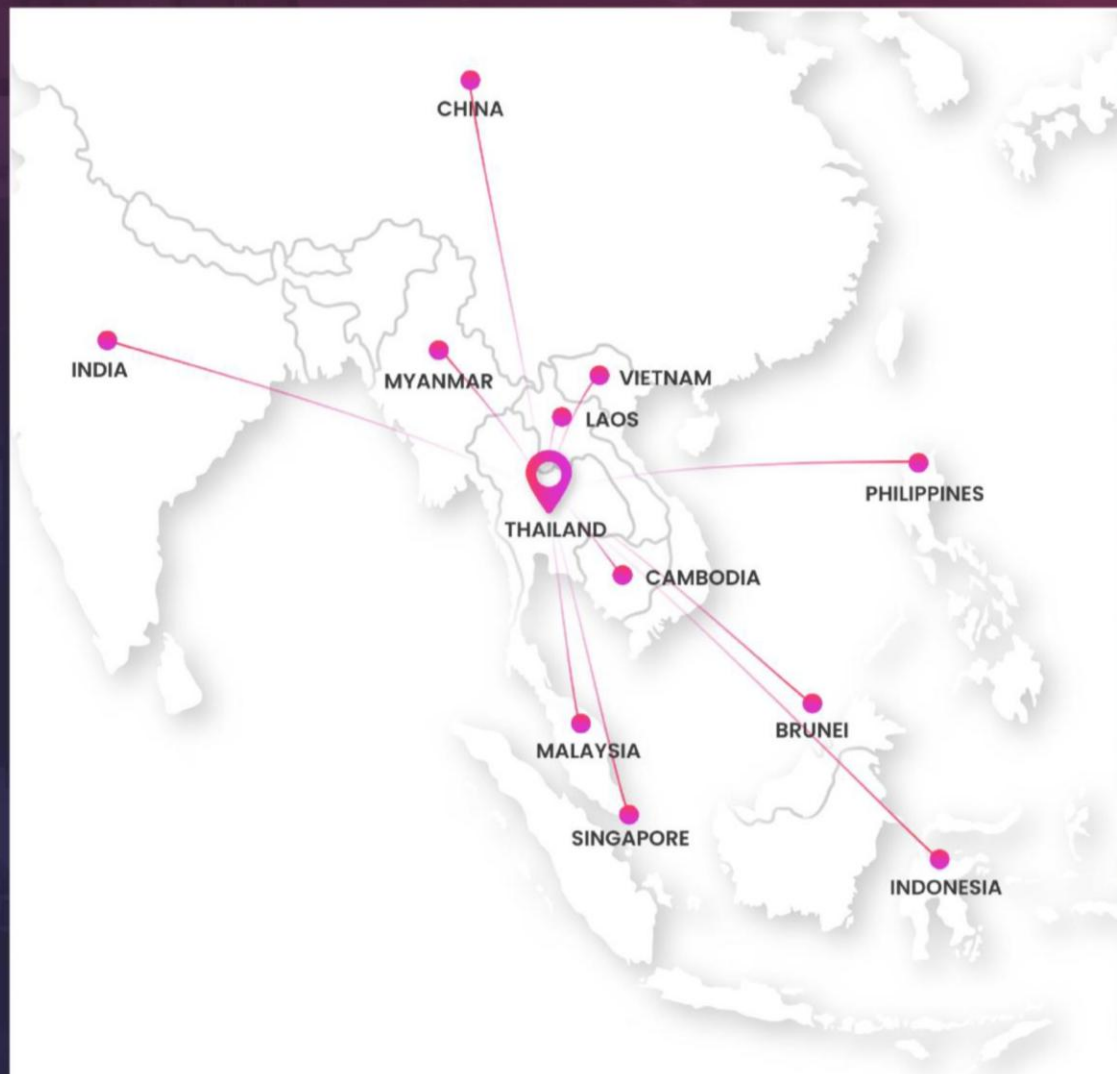 CHINA
INDIA
MYANMAR
VIETNAM
LAOS
PHILIPPINES
THAILAND
CAMBODIA
BRUNEI
MALAYSIA
SINGAPORE
INDONESIA